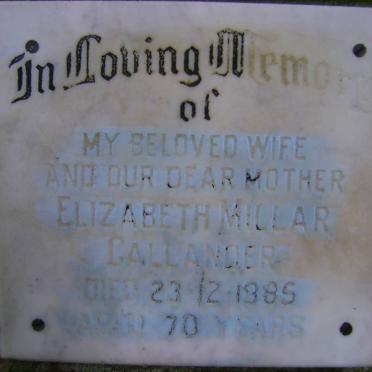 In Loving Memory
of
MY BELOVED WIFE
AND OUR DEAR MOTHER
ELIZABETH MILLAR
CALLANDER
DIED 23-12-1985
AGED 70 YEARS